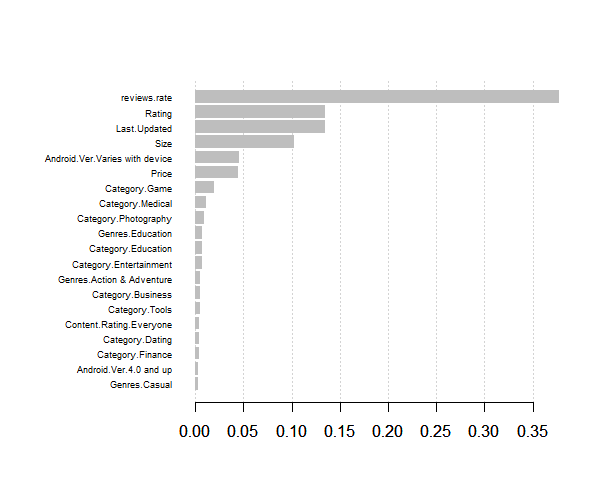 reviews.rate
Rating
Last.Updated
Size
Android.Ver.Varies with device
Price
Category.Game
Category.Medical
Category.Photography
Genres.Education
Category.Education
Category.Entertainment
Genres.Action & Adventure
Category.Business
Category.Tools
Content.Rating.Everyone
Category.Dating
Category.Finance
Android.Ver.4.0 and up
Genres.Casual
0.00 0.05 0.10 0.15 0.20 0.25 0.30 0.35